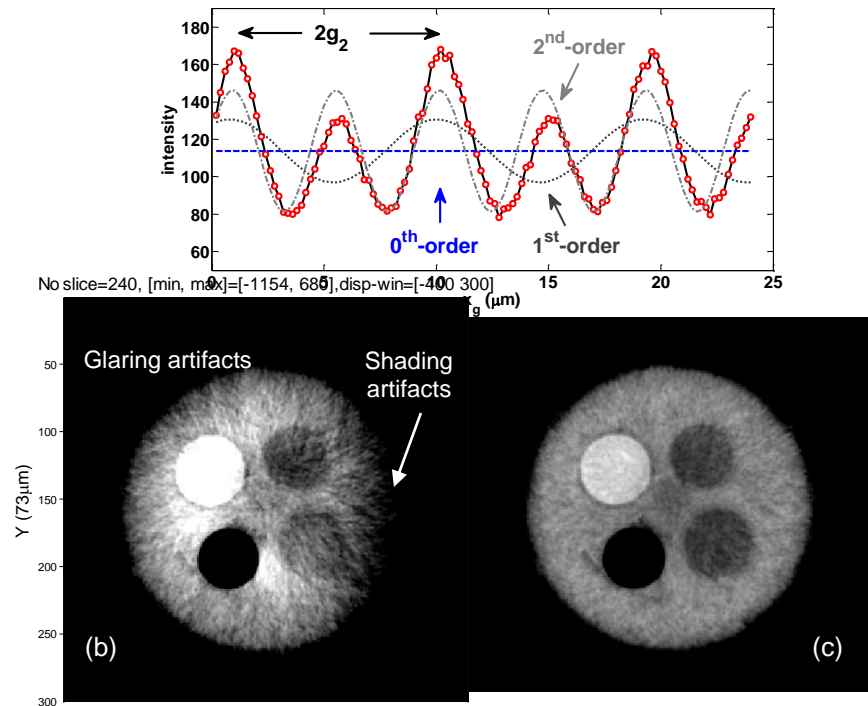 180
160
140
120
100
80
60
intensity
2g2
2nd-order
0th-order
1st-order
0 5 10 15 20 25
xg (μm)
No slice=240, [min, max]=[-1154, 680],disp-win=[-400 300]
Glaring artifacts
Shading
artifacts
50
100
150
200
250
300
Y (73μm)
(b)
(c)